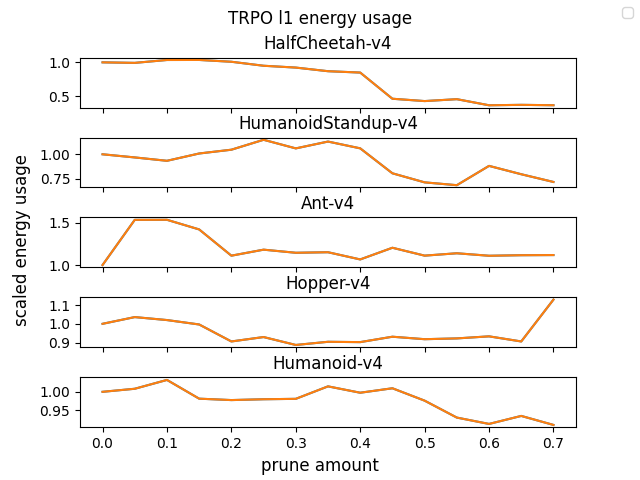 TRPO l1 energy usage
HalfCheetah-v4
1.0
0.5
HumanoidStandup-v4
1.00
0.75
Ant-v4
1.5
1.0
Hopper-v4
1.1
1.0
0.9
Humanoid-v4
1.00
0.95
0.0 0.1 0.2 0.3 0.4 0.5 0.6 0.7
prune amount
scaled energy usage